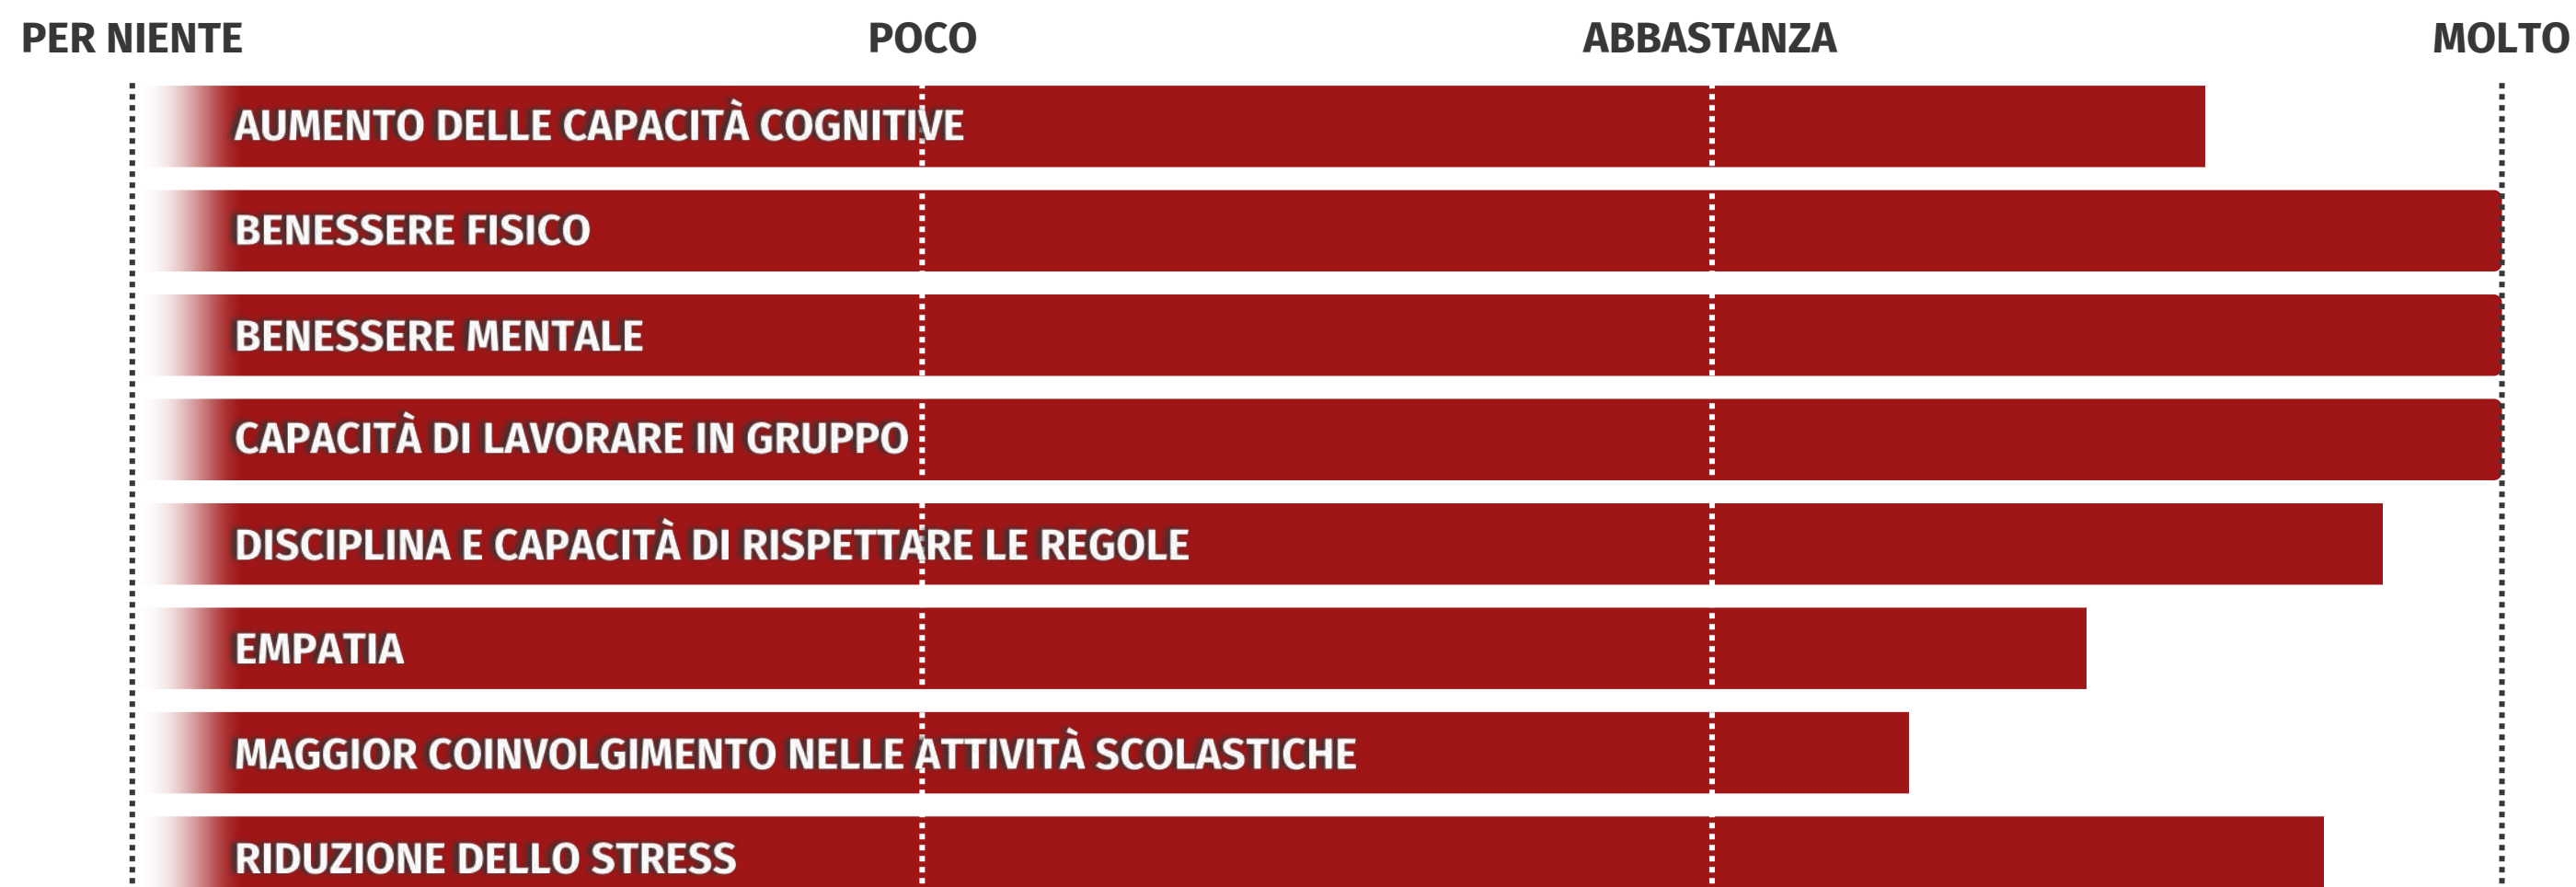 PER NIENTE POCO ABBASTANZA MOLTO
AUMENTO DELLE CAPACITÀ COGNITIVE
BENESSERE FISICO
BENESSERE MENTALE
CAPACITÀ DI LAVORARE IN GRUPPO
DISCIPLINA E CAPACITÀ DI RISPETTARE LE REGOLE
EMPATIA
MAGGIOR COINVOLGIMENTO NELLE ATTIVITÀ SCOLASTICHE
RIDUZIONE DELLO STRESS